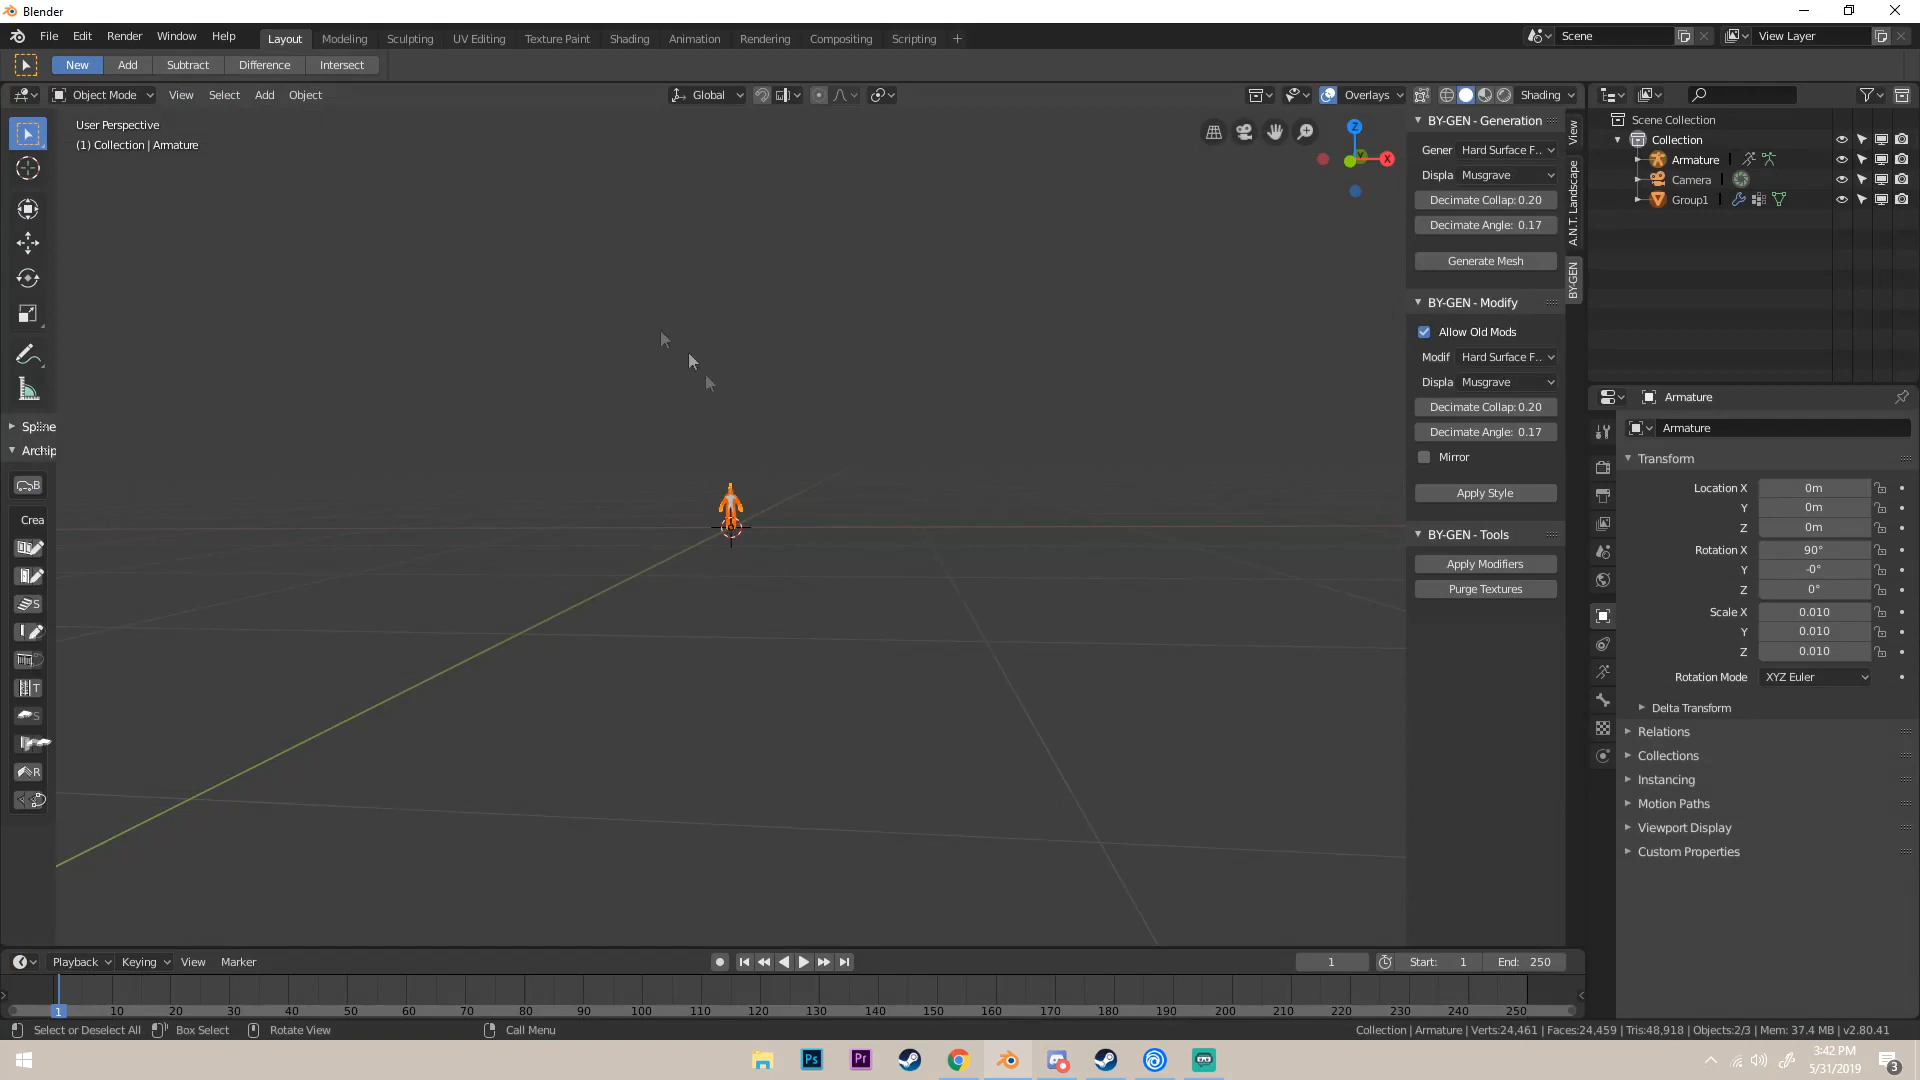 Blender
File Edit Render Window Help Layout Modeling Sculpting UV Editing Texture Paint Shading Animation Rendering Compositing Scripting + Scene View Layer
New Add Subtract Difference Intersect
Object Mode View Select Add Object Global Overlays Shading
User Perspective
(1) Collection | Armature
Z
Y
X
BY-GEN - Generation
Gener Hard Surface F..
Displa Musgrave
Decimate Collap: 0.20
Decimate Angle: 0.17
Generate Mesh
BY-GEN - Modify
Allow Old Mods
Modif Hard Surface F..
Displa Musgrave
Decimate Collap: 0.20
Decimate Angle: 0.17
Mirror
Apply Style
BY-GEN - Tools
Apply Modifiers
Purge Textures
View
A.N.T. Landscape
BY-GEN
Scene Collection
Collection
Armature
Camera
Group1
Armature
Armature
Transform
Location X 0m
Y 0m
Z 0m
Rotation X 90°
Y -0°
Z 0°
Scale X 0.010
Y 0.010
Z 0.010
Rotation Mode XYZ Euler
Delta Transform
Relations
Collections
Instancing
Motion Paths
Viewport Display
Custom Properties
Archip
B
Crea
S
T
S
R
Playback Keying View Marker 1 Start: 1 End: 250
1 10 20 30 40 50 60 70 80 90 100 110 120 130 140 150 160 170 180 190 200 210 220 230 240 250
Select or Deselect All Box Select Rotate View Call Menu Collection | Armature | Verts:24,461 | Faces:24,459 | Tris:48,918 | Objects:2/3 | Mem: 37.4 MB | v2.80.41
Ps Pr
3:42 PM
5/31/2019
3